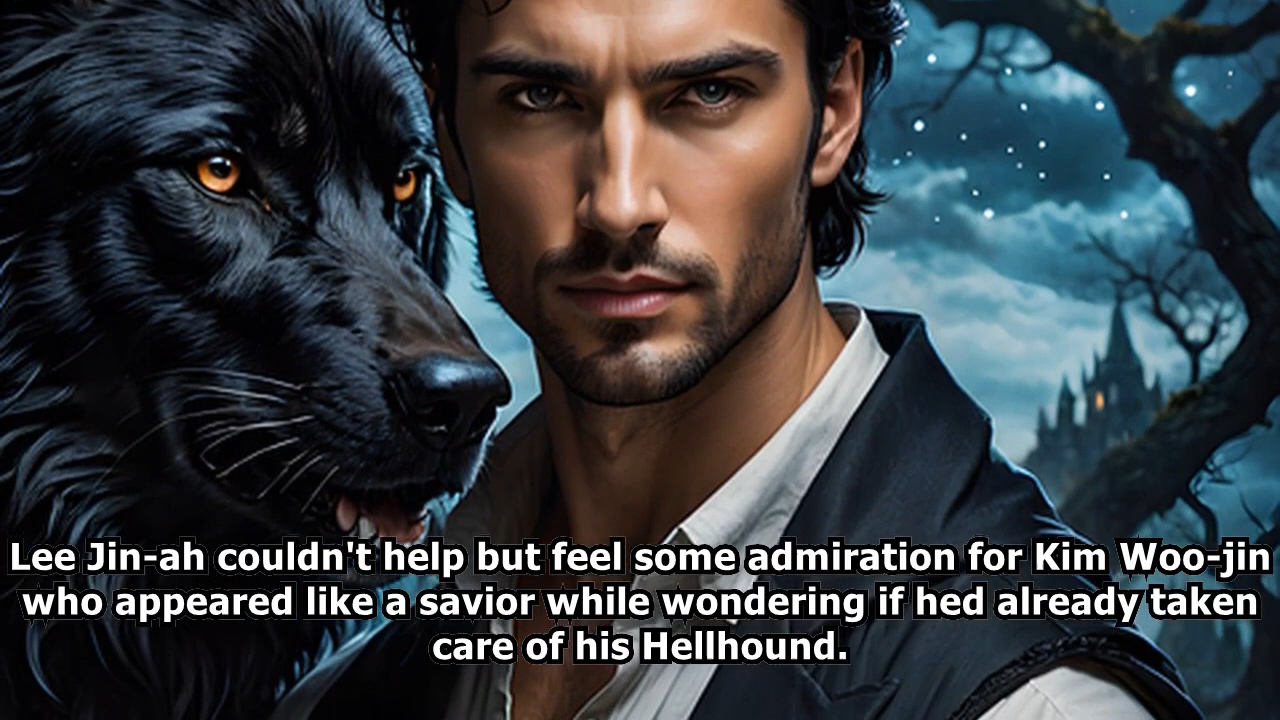 Lee Jin-ah couldn't help but feel some admiration for Kim Woo-jin
who appeared like a savior while wondering if hed already taken
care of his Hellhound.